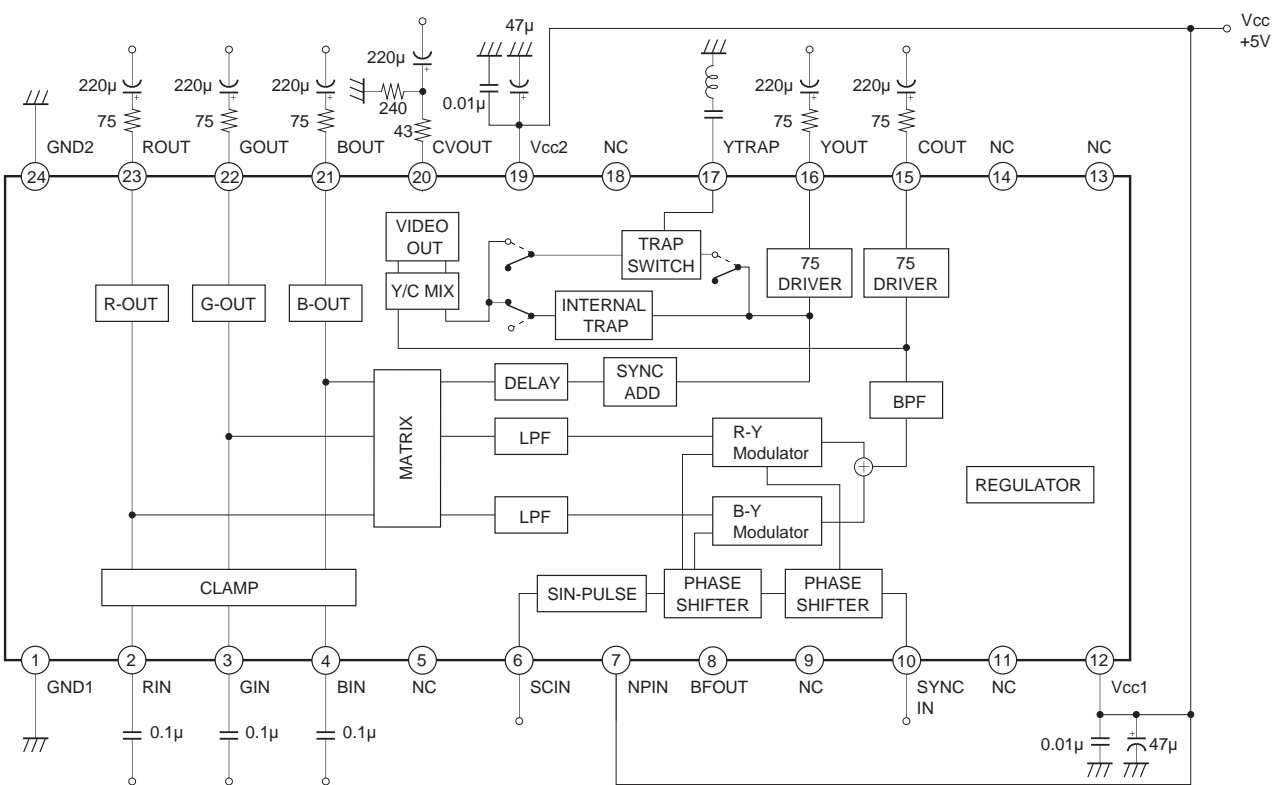 47µ
Vcc
+5V
220µ
220µ
220µ
220µ
0.01µ
220µ
220µ
75
75
75
240
43
75
75
GND2
ROUT
GOUT
BOUT
CVOUT
Vcc2
NC
YTRAP
YOUT
COUT
NC
NC
24
23
22
21
20
19
18
17
16
15
14
13
VIDEO
OUT
TRAP
SWITCH
75
DRIVER
75
DRIVER
R-OUT
G-OUT
B-OUT
Y/C MIX
INTERNAL
TRAP
MATRIX
DELAY
SYNC
ADD
BPF
LPF
R-Y
Modulator
REGULATOR
LPF
B-Y
Modulator
CLAMP
SIN-PULSE
PHASE
SHIFTER
PHASE
SHIFTER
1
2
3
4
5
6
7
8
9
10
11
12
GND1
RIN
GIN
BIN
NC
SCIN
NPIN
BFOUT
NC
SYNC
IN
NC
Vcc1
0.1µ
0.1µ
0.1µ
0.01µ
47µ